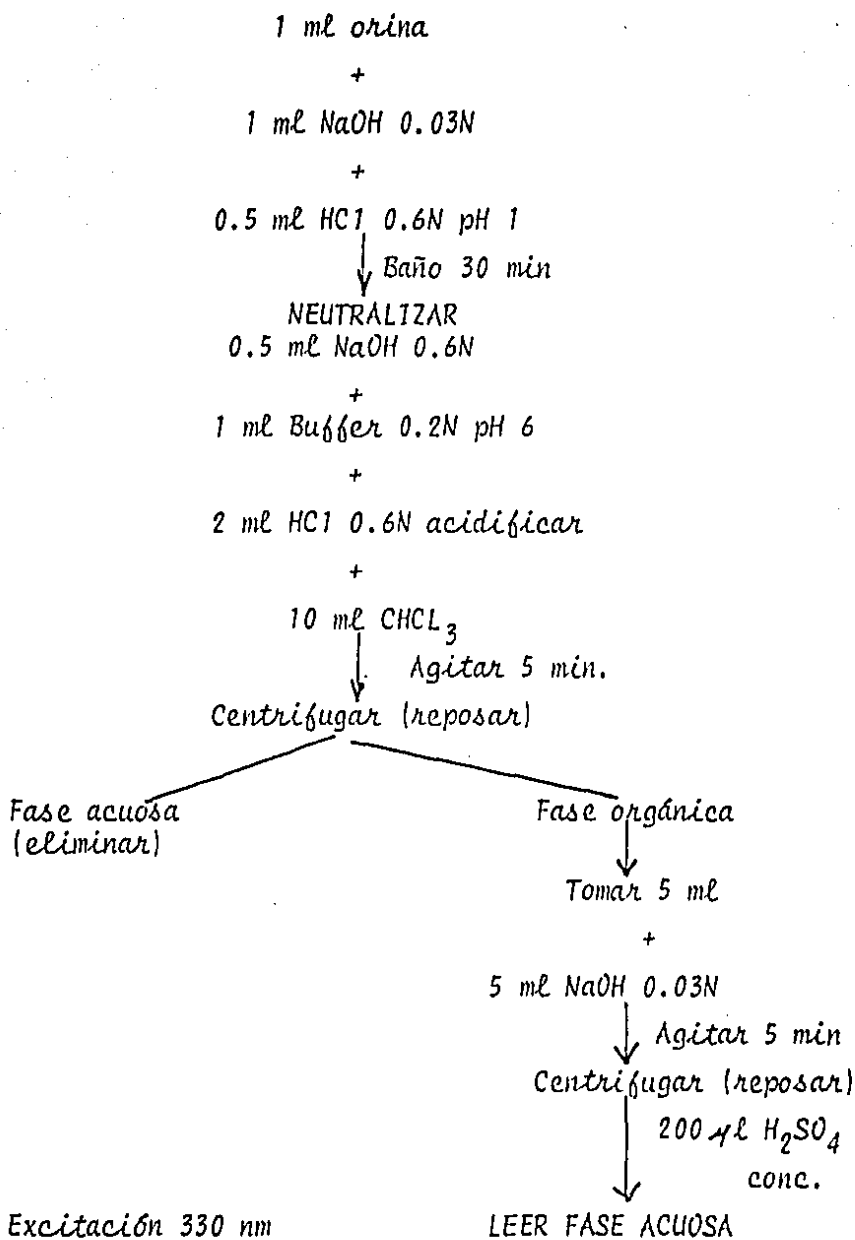 1 ml orina
+
1 ml NaOH 0.03N
+
0.5 ml HCl 0.6N pH 1
Baño 30 min
NEUTRALIZAR
0.5 ml NaOH 0.6N
+
1 ml Buffer 0.2N pH 6
+
2 ml HCl 0.6N acidificar
+
10 ml CHCL₃
Agitar 5 min.
Centrifugar (reposar)
Fase acuosa
(eliminar)
Fase orgánica
Tomar 5 ml
+
5 ml NaOH 0.03N
Agitar 5 min
Centrifugar (reposar)
200 μl H₂SO₄
conc.
Excitación 330 nm
LEER FASE ACUOSA